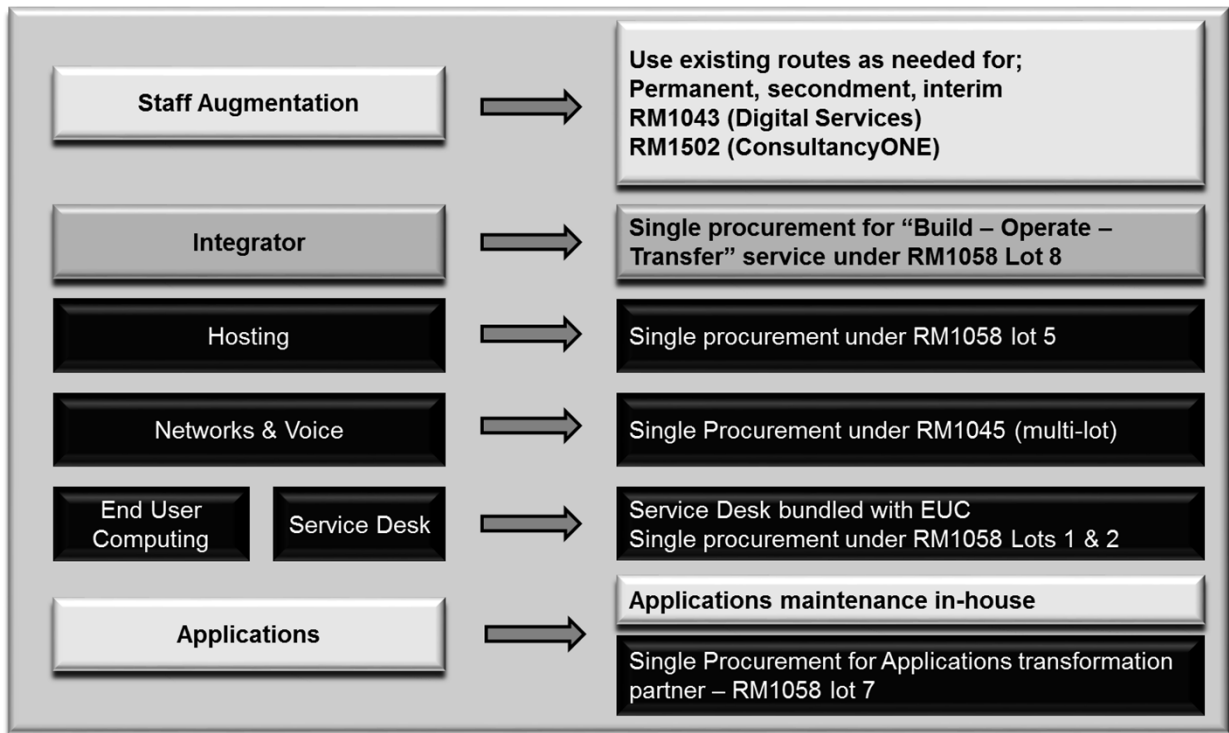 Staff Augmentation
Use existing routes as needed for;
Permanent, secondment, interim
RM1043 (Digital Services)
RM1502 (ConsultancyONE)
Integrator
Single procurement for “Build – Operate –
Transfer” service under RM1058 Lot 8
Hosting
Single procurement under RM1058 lot 5
Networks & Voice
Single Procurement under RM1045 (multi-lot)
End User
Computing
Service Desk
Service Desk bundled with EUC
Single procurement under RM1058 Lots 1 & 2
Applications
Applications maintenance in-house
Single Procurement for Applications transformation
partner – RM1058 lot 7